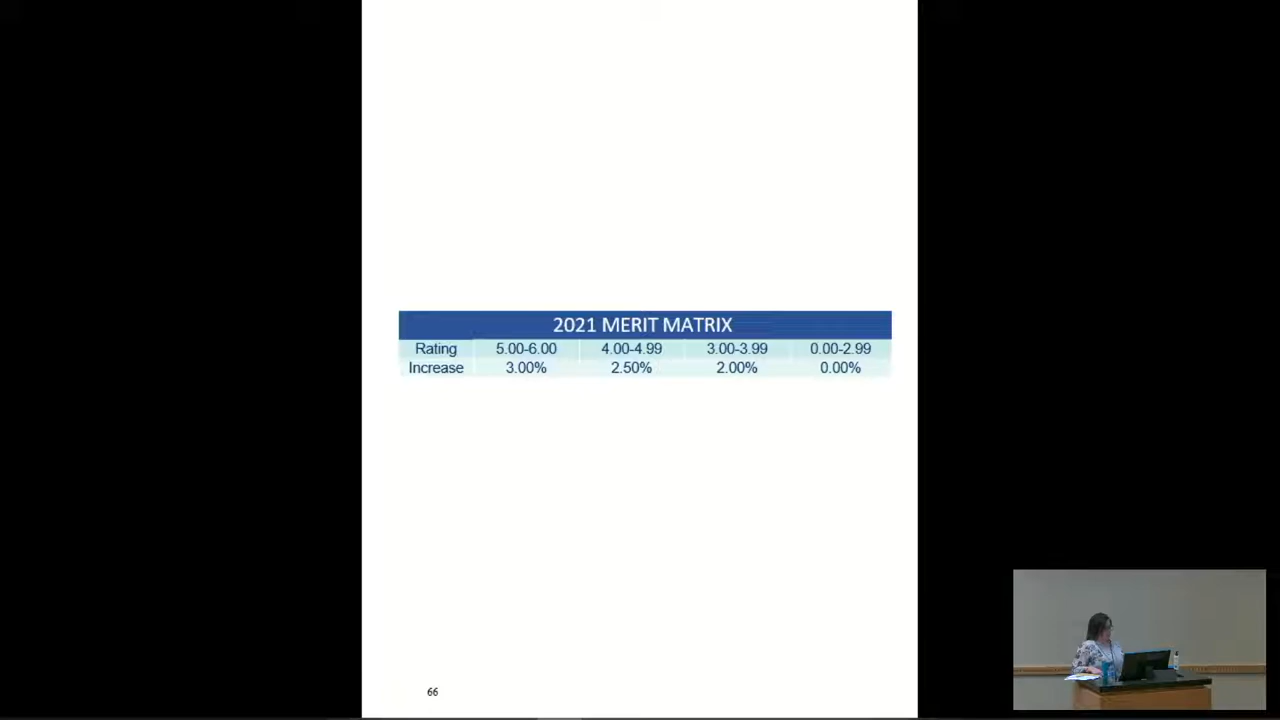 2021 MERIT MATRIX
Rating 5.00-6.00 4.00-4.99 3.00-3.99 0.00-2.99
Increase 3.00% 2.50% 2.00% 0.00%
66